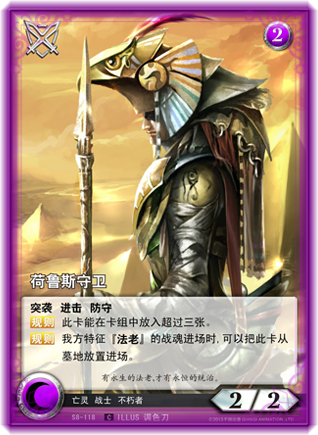 2
荷鲁斯守卫
突袭 进击 防守
规则 此卡能在卡组中放入超过三张。
规则 我方特征『法老』的战魂进场时,可以把此卡从
墓地放置进场。
有永生的法老,才有永恒的统治。
亡灵 战士 不朽者
2 / 2
S8-118 C ILLUS 调色刀